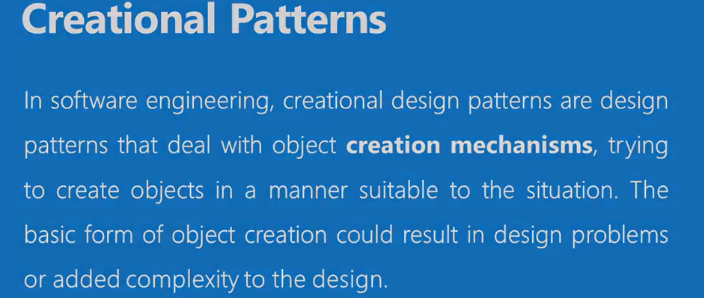 Creational Patterns
In software engineering, creational design patterns are design
patterns that deal with object creation mechanisms, trying
to create objects in a manner suitable to the situation. The
basic form of object creation could result in design problems
or added complexity to the design.